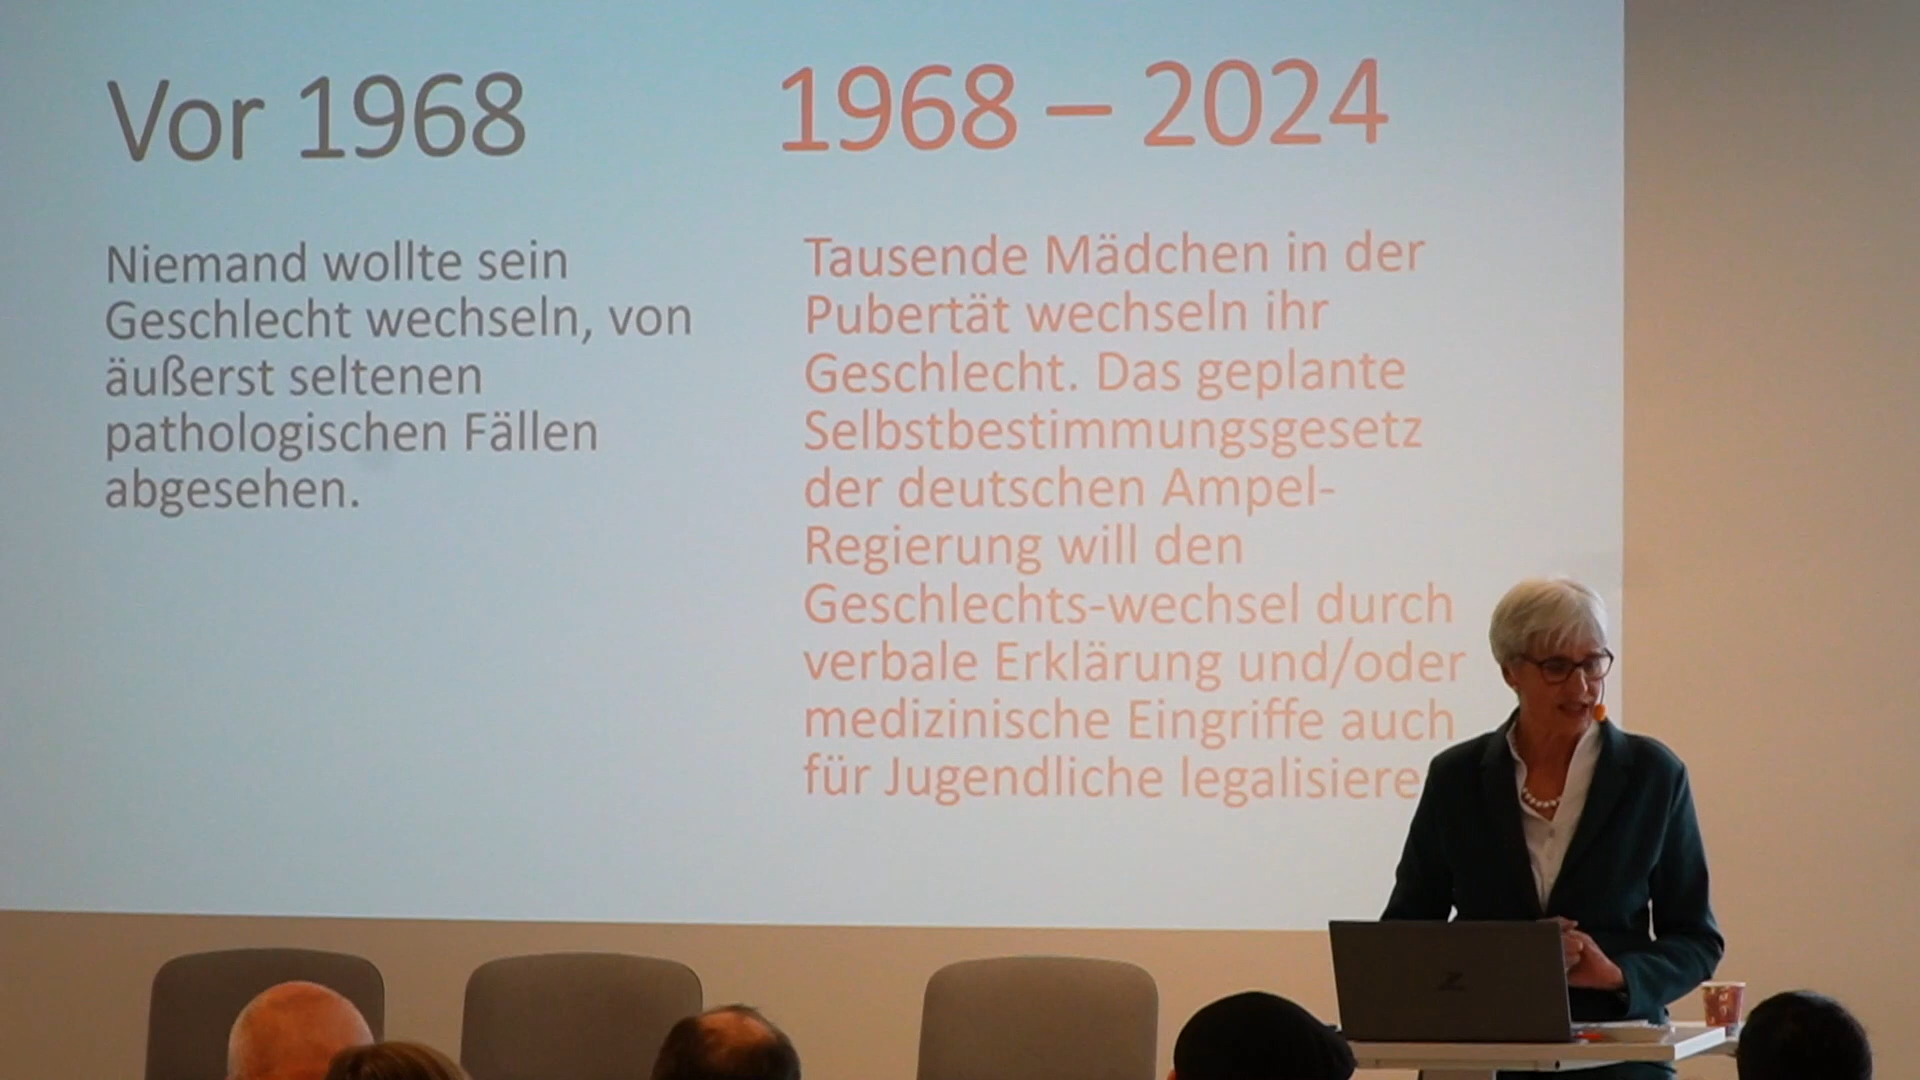 Vor 1968
Niemand wollte sein
Geschlecht wechseln, von
äußerst seltenen
pathologischen Fällen
abgesehen.
1968 – 2024
Tausende Mädchen in der
Pubertät wechseln ihr
Geschlecht. Das geplante
Selbstbestimmungsgesetz
der deutschen Ampel-
Regierung will den
Geschlechts-wechsel durch
verbale Erklärung und/oder
medizinische Eingriffe auch
für Jugendliche legalisiere